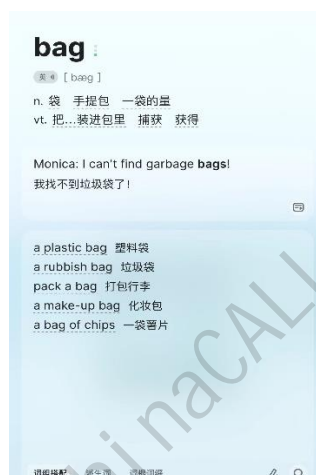 bag
英 [bæg]
n. 袋 手提包 一袋的量
vt. 把...装进包里 捕获 获得
Monica: I can't find garbage bags!
我找不到垃圾袋了!
a plastic bag 塑料袋
a rubbish bag 垃圾袋
pack a bag 打包行李
a make-up bag 化妆包
a bag of chips 一袋薯片
词组搭配
hinaCALL